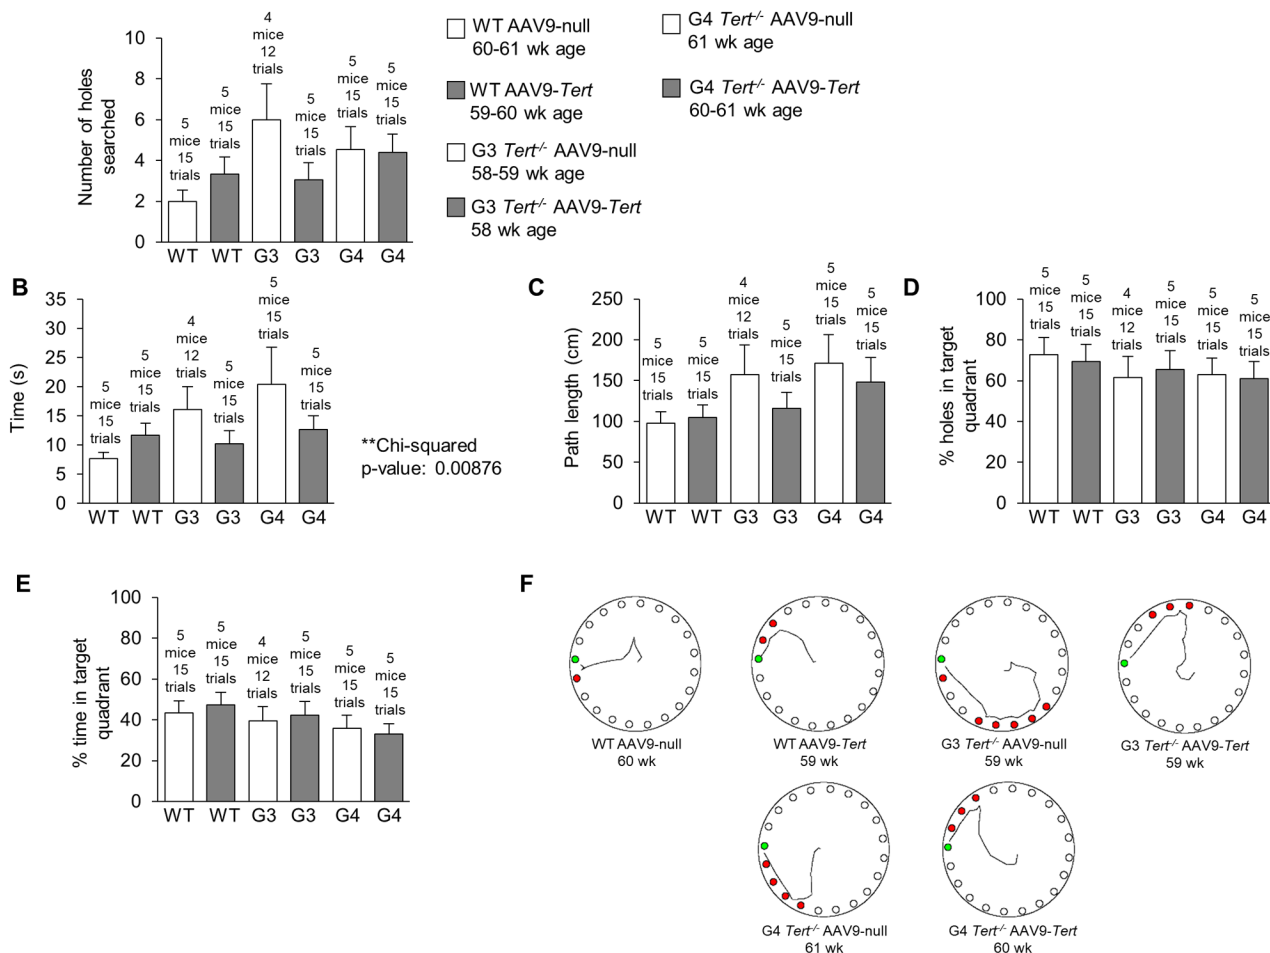 Number of holes
searched
10
8
6
4
2
0
5
mice
15
trials
5
mice
15
trials
4
mice
12
trials
5
mice
15
trials
5
mice
15
trials
5
mice
15
trials
WT WT G3 G3 G4 G4
WT AAV9-null
60-61 wk age
WT AAV9-Tert
59-60 wk age
G3 Tert-/- AAV9-null
58-59 wk age
G3 Tert-/- AAV9-Tert
58 wk age
G4 Tert-/- AAV9-null
61 wk age
G4 Tert-/- AAV9-Tert
60-61 wk age
B
Time (s)
35
30
25
20
15
10
5
0
5
mice
15
trials
5
mice
15
trials
4
mice
12
trials
5
mice
15
trials
5
mice
15
trials
5
mice
15
trials
WT WT G3 G3 G4 G4
**Chi-squared
p-value: 0.00876
C
Path length (cm)
250
200
150
100
50
0
5
mice
15
trials
5
mice
15
trials
4
mice
12
trials
5
mice
15
trials
5
mice
15
trials
5
mice
15
trials
WT WT G3 G3 G4 G4
D
% holes in target
quadrant
100
80
60
40
20
0
5
mice
15
trials
5
mice
15
trials
4
mice
12
trials
5
mice
15
trials
5
mice
15
trials
5
mice
15
trials
WT WT G3 G3 G4 G4
E
% time in target
quadrant
100
80
60
40
20
0
5
mice
15
trials
5
mice
15
trials
4
mice
12
trials
5
mice
15
trials
5
mice
15
trials
5
mice
15
trials
WT WT G3 G3 G4 G4
F
WT AAV9-null
60 wk
WT AAV9-Tert
59 wk
G3 Tert-/- AAV9-null
59 wk
G3 Tert-/- AAV9-Tert
59 wk
G4 Tert-/- AAV9-null
61 wk
G4 Tert-/- AAV9-Tert
60 wk